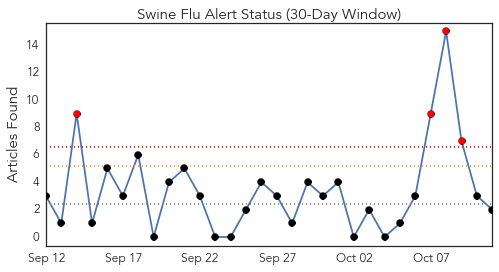 Swine Flu Alert Status (30-Day Window)
Articles Found
14
12
10
8
6
4
2
0
Sep 12 Sep 17 Sep 22 Sep 27 Oct 02 Oct 07